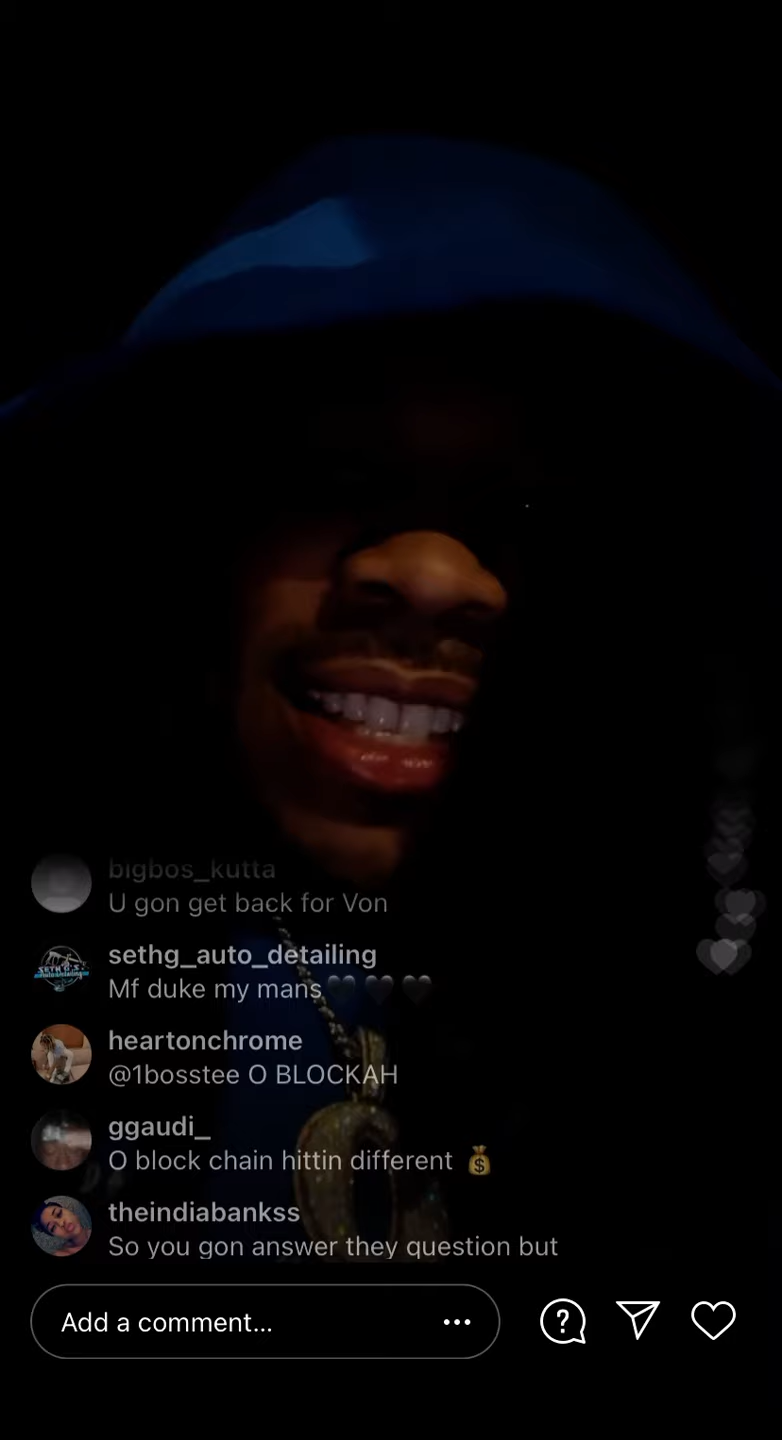 bigbos_kutta
U gon get back for Von
sethg_auto_detailing
Mf duke my mans🖤🖤🖤
heartonchrome
@1bosstee O BLOCKAH
ggaudi_
O block chain hittin different 💰
theindiabankss
So you gon answer they question but
Add a comment...